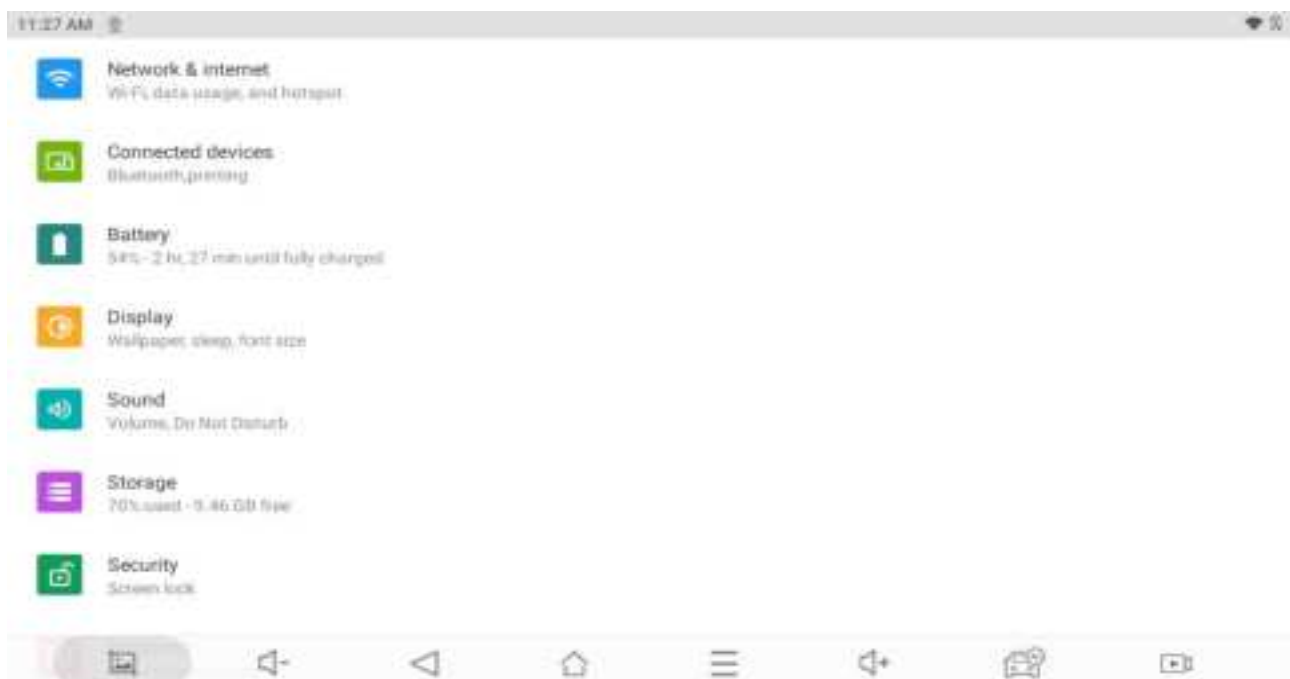 11:27 AM
Network & internet
Wi-Fi, data usage, and hotspot
Connected devices
Bluetooth,printing
Battery
54% - 2 hr, 27 min until fully charged
Display
Wallpaper, sleep, font size
Sound
Volume, Do Not Disturb
Storage
70% used - 9.46 GB free
Security
Screen lock